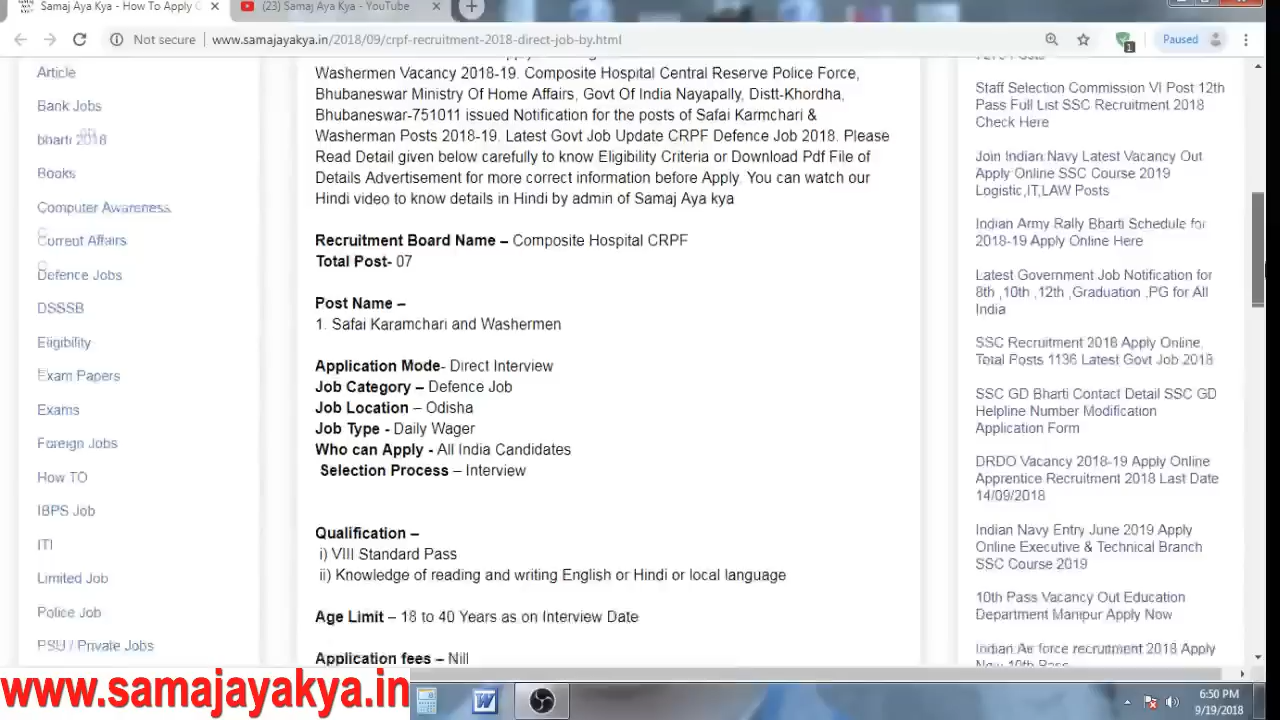 Samaj Aya Kya - How To Apply
(23) Samaj Aya Kya - YouTube
Not secure
www.samajayakya.in/2018/09/crpf-recruitment-2018-direct-job-by.html
1
Paused
Article
Bank Jobs
bharti 2018
Books
Computer Awareness
Current Affairs
Defence Jobs
DSSSB
Eligibility
Exam Papers
Exams
Foreign Jobs
How TO
IBPS Job
ITI
Limited Job
Police Job
PSU / Private Jobs
Washermen Vacancy 2018-19. Composite Hospital Central Reserve Police Force,
Bhubaneswar Ministry Of Home Affairs, Govt Of India Nayapally, Distt-Khordha,
Bhubaneswar-751011 issued Notification for the posts of Safai Karmchari &
Washerman Posts 2018-19. Latest Govt Job Update CRPF Defence Job 2018. Please
Read Detail given below carefully to know Eligibility Criteria or Download Pdf File of
Details Advertisement for more correct information before Apply. You can watch our
Hindi video to know details in Hindi by admin of Samaj Aya kya
Recruitment Board Name – Composite Hospital CRPF
Total Post- 07
Post Name –
1. Safai Karamchari and Washermen
Application Mode- Direct Interview
Job Category – Defence Job
Job Location – Odisha
Job Type - Daily Wager
Who can Apply - All India Candidates
Selection Process – Interview
Qualification –
i) VIII Standard Pass
ii) Knowledge of reading and writing English or Hindi or local language
Age Limit – 18 to 40 Years as on Interview Date
Application fees – Nill
Staff Selection Commission VI Post 12th
Pass Full List SSC Recruitment 2018
Check Here
Join Indian Navy Latest Vacancy Out
Apply Online SSC Course 2019
Logistic,IT,LAW Posts
Indian Army Rally Bharti Schedule for
2018-19 Apply Online Here
Latest Government Job Notification for
8th ,10th ,12th ,Graduation ,PG for All
India
SSC Recruitment 2018 Apply Online,
Total Posts 1136 Latest Govt Job 2018
SSC GD Bharti Contact Detail SSC GD
Helpline Number Modification
Application Form
DRDO Vacancy 2018-19 Apply Online
Apprentice Recruitment 2018 Last Date
14/09/2018
Indian Navy Entry June 2019 Apply
Online Executive & Technical Branch
SSC Course 2019
10th Pass Vacancy Out Education
Department Manipur Apply Now
Indian Air force recruitment 2018 Apply
Now 10th Pass
www.samajayakya.in
6:50 PM
9/19/2018